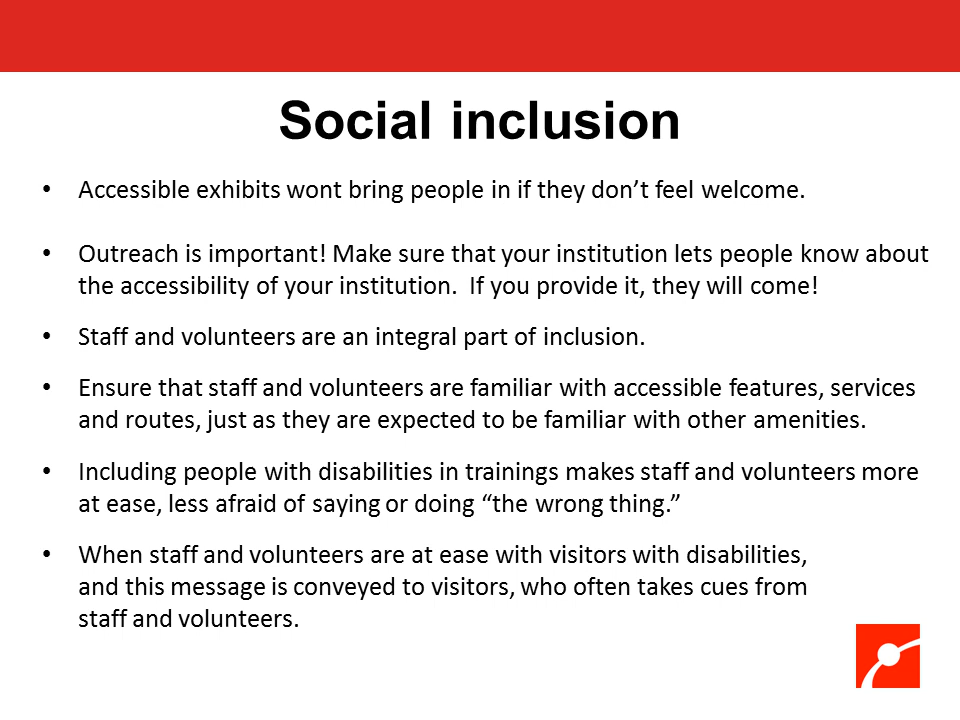 Social inclusion
• Accessible exhibits wont bring people in if they don’t feel welcome.
• Outreach is important! Make sure that your institution lets people know about
the accessibility of your institution.  If you provide it, they will come!
• Staff and volunteers are an integral part of inclusion.
• Ensure that staff and volunteers are familiar with accessible features, services
and routes, just as they are expected to be familiar with other amenities.
• Including people with disabilities in trainings makes staff and volunteers more
at ease, less afraid of saying or doing “the wrong thing.”
• When staff and volunteers are at ease with visitors with disabilities,
and this message is conveyed to visitors, who often takes cues from
staff and volunteers.